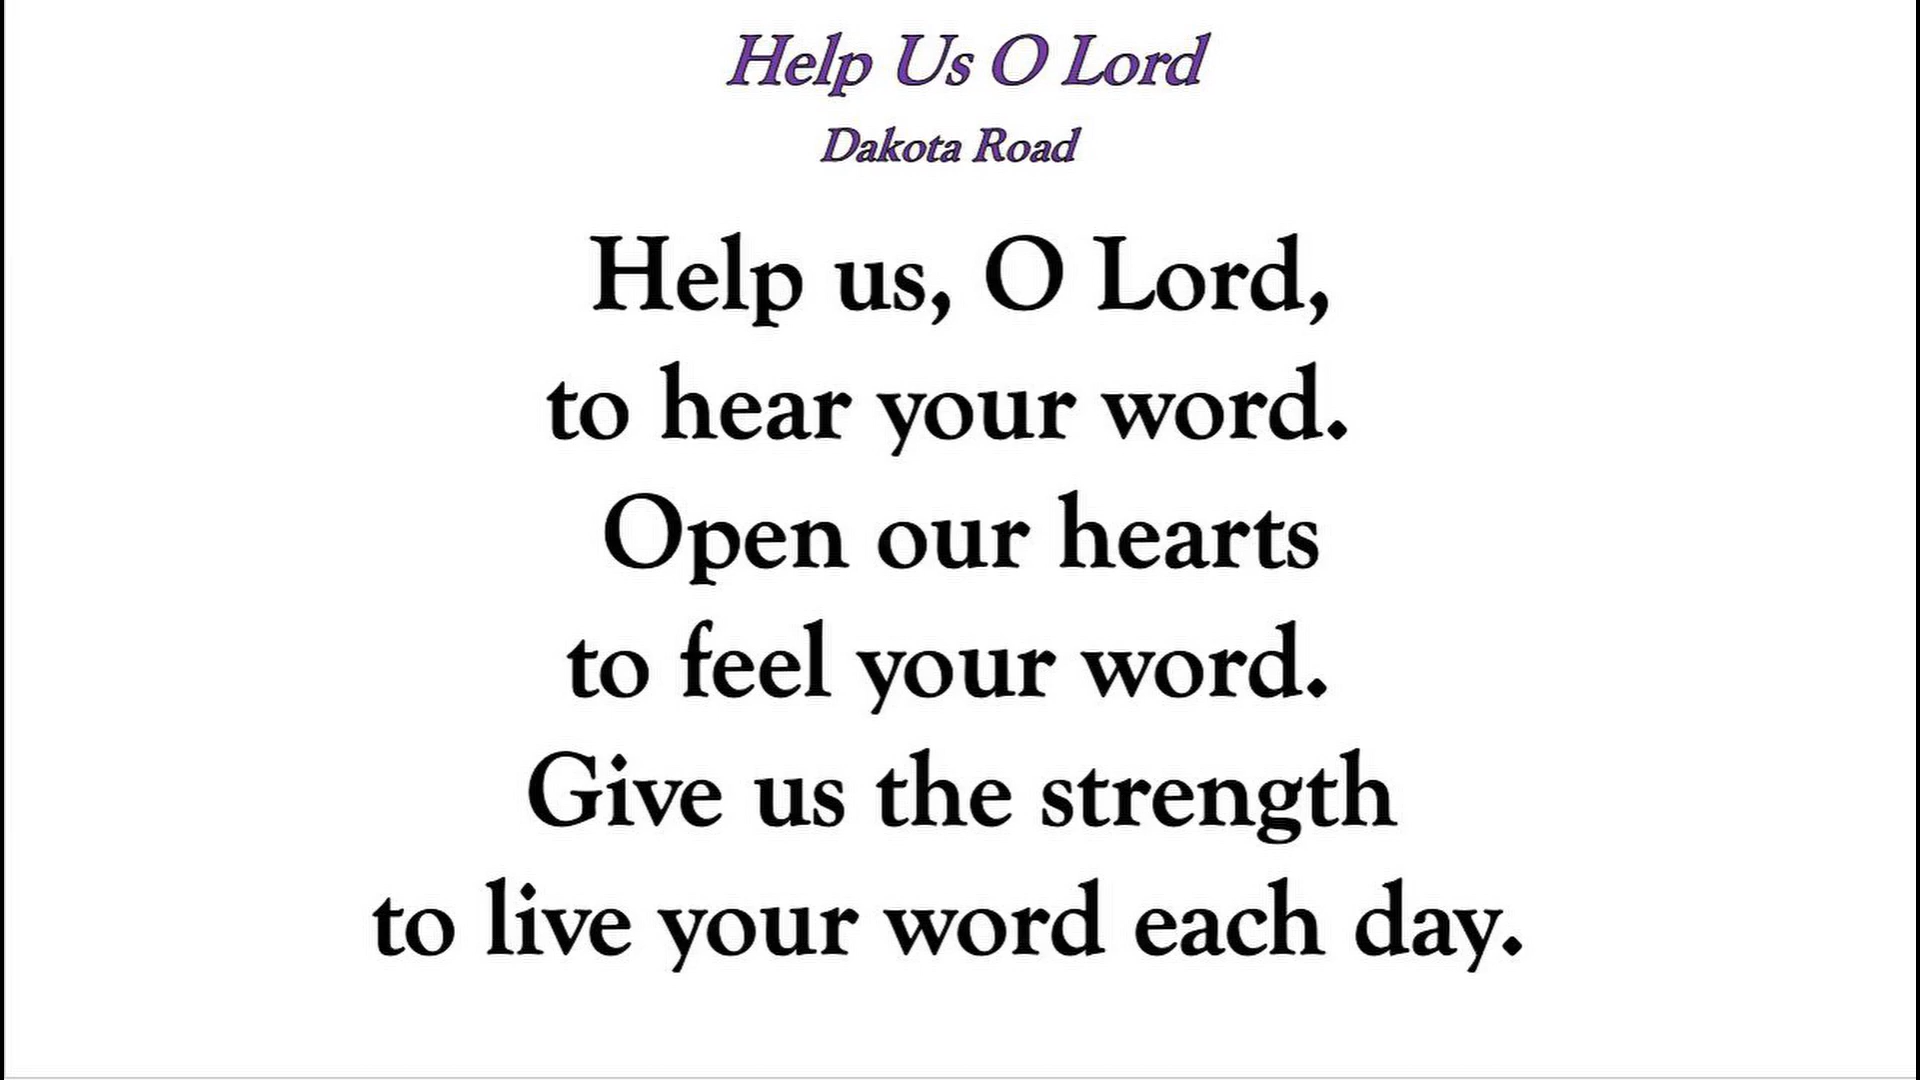 Help Us O Lord
Dakota Road
Help us, O Lord,
to hear your word.
Open our hearts
to feel your word.
Give us the strength
to live your word each day.